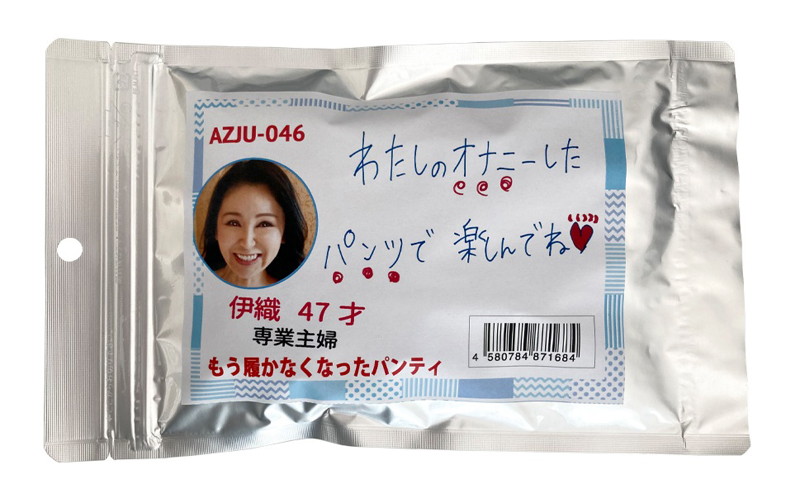 AZJU-046
わたしのオナニーした
パンツで 楽しんでね
伊織 47才
専業主婦
もう履かなくなったパンティ
4 580784 871684